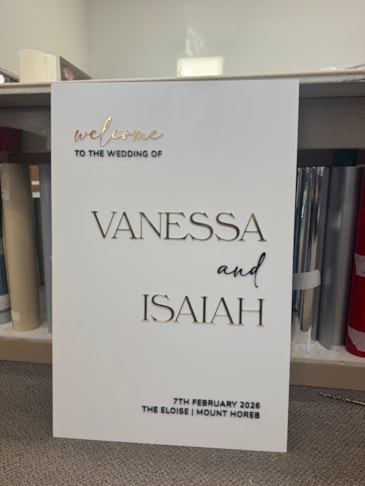 welcome
TO THE WEDDING OF
VANESSA
and
ISAIAH
7TH FEBRUARY 2026
THE ELOISE | MOUNT HOREB